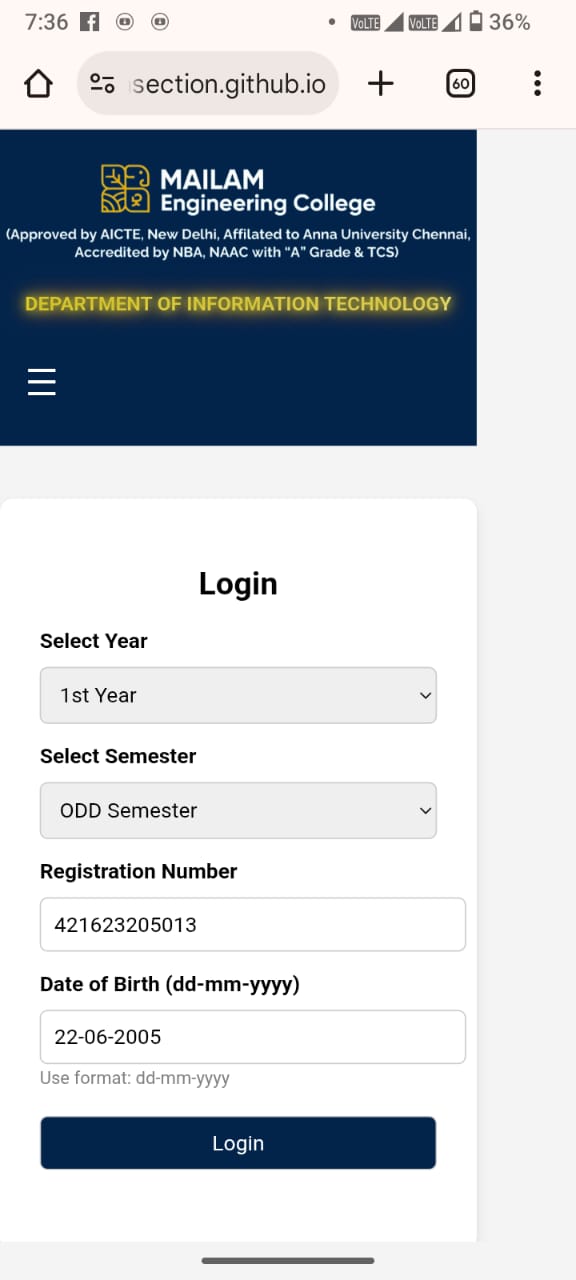 7:36
VoLTE VoLTE 36%
section.github.io
60
MAILAM
Engineering College
(Approved by AICTE, New Delhi, Affilated to Anna University Chennai,
Accredited by NBA, NAAC with "A" Grade & TCS)
DEPARTMENT OF INFORMATION TECHNOLOGY
Login
Select Year
1st Year
Select Semester
ODD Semester
Registration Number
421623205013
Date of Birth (dd-mm-yyyy)
22-06-2005
Use format: dd-mm-yyyy
Login